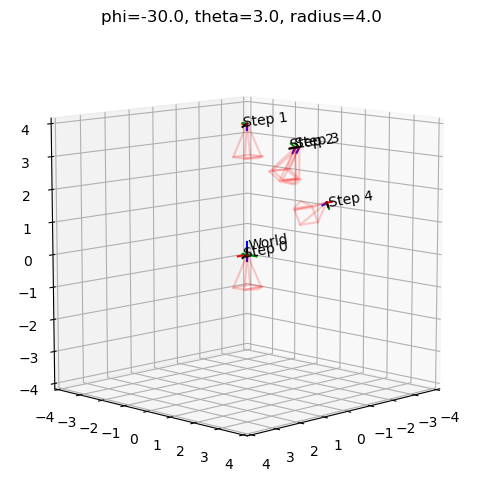 phi=-30.0, theta=3.0, radius=4.0
Step 1
Step 2
Step 3
Step 4
World
Step 0
4
3
2
1
0
−1
−2
−3
−4
−4 −3 −2 −1 0 1 2 3 4
4 3 2 1 0 −1 −2 −3 −4